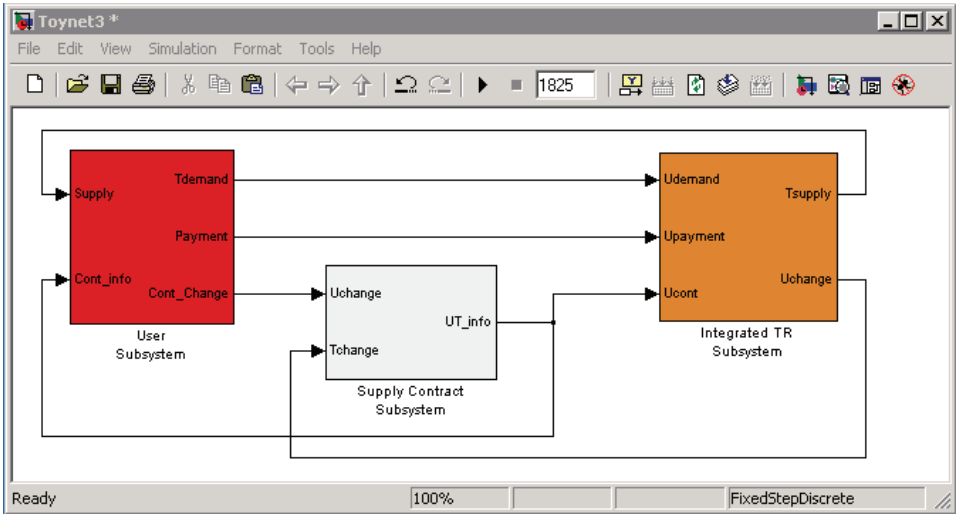 Toynet3 *
File Edit View Simulation Format Tools Help
1825
Supply
Tdemand
Payment
Cont_info
Cont_Change
User
Subsystem
Uchange
UT_info
Tchange
Supply Contract
Subsystem
Udemand
Tsupply
Upayment
Uchange
Ucont
Integrated TR
Subsystem
Ready
100%
FixedStepDiscrete